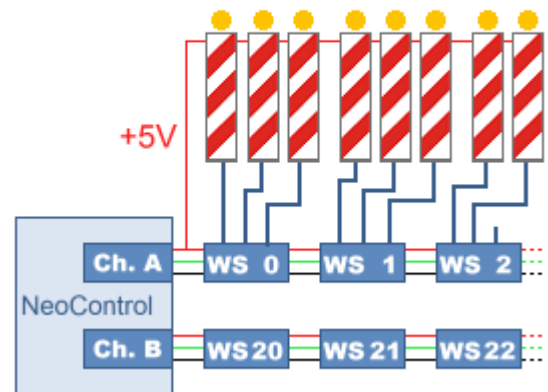 +5V
Ch. A
WS 0
WS 1
WS 2
NeoControl
Ch. B
WS20
WS21
WS22